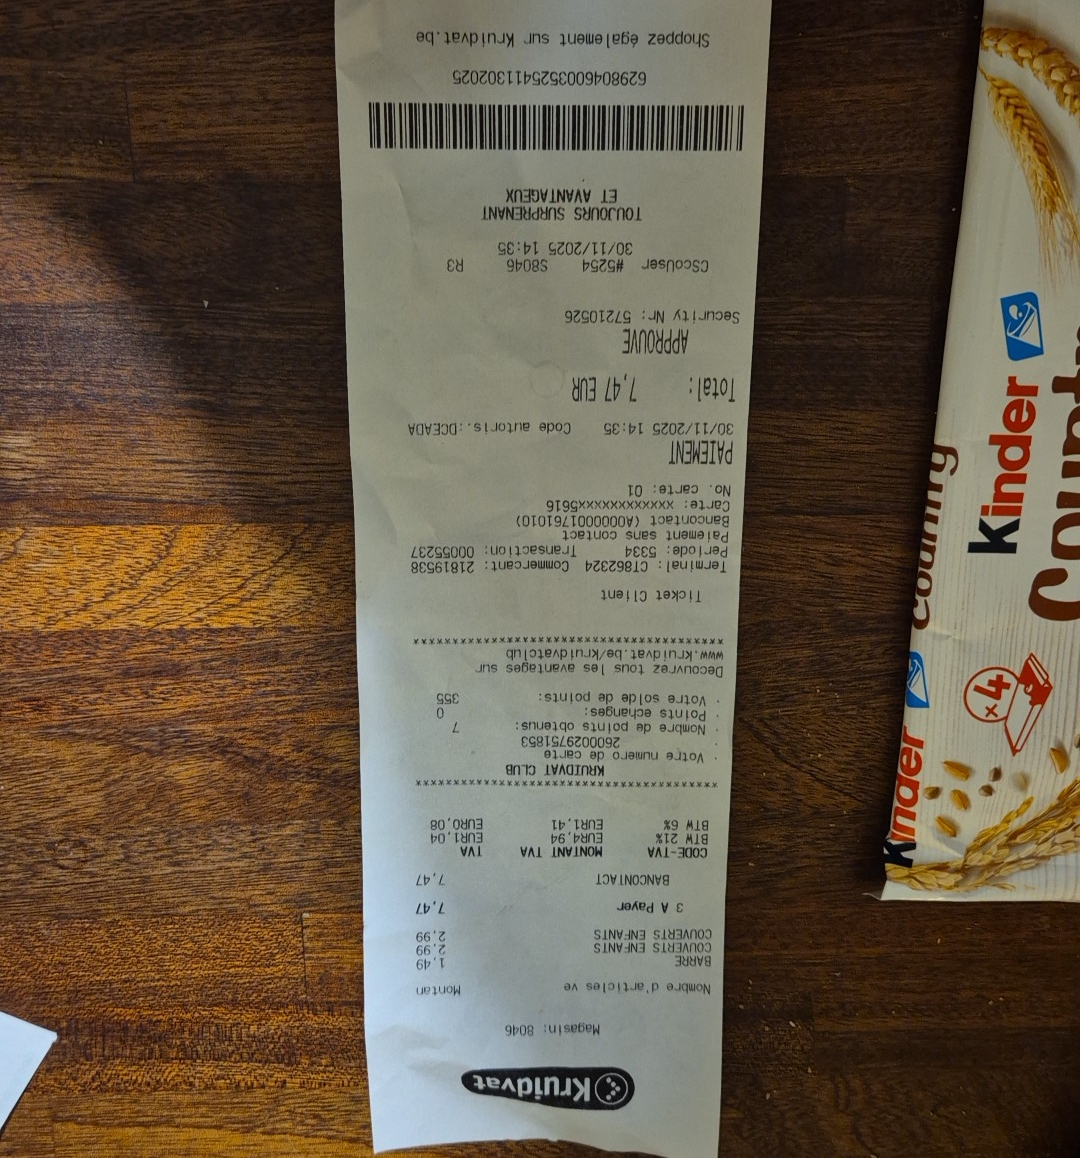 Kruidvat
Magasin: 8046
Nombre d'articles ve Montan
BARRE 1,49
COUVERTS ENFANTS 2,99
COUVERTS ENFANTS 2,99
3 A Payer 7,47
BANCONTACT 7,47
CODE-TVA MONTANT TVA TVA
BTW 21% EUR4,94 EUR1,04
BTW 6% EUR1,41 EUR0,08
****************************************
KRUIDVAT CLUB
· Votre numero de carte
· 2600029751853
· Nombre de points obtenus: 7
· Points echanges: 0
· Votre solde de points: 355
Decouvrez tous les avantages sur
www.kruidvat.be/kruidvatclub
****************************************
Ticket Client
Terminal: CT862324 Commercant: 21819538
Periode: 5334 Transaction: 00055237
Paiement sans contact
Bancontact (A0000001761010)
Carte: xxxxxxxxxxxxx5616
No. carte: 01
PAIEMENT
30/11/2025 14:35 Code autoris.:DCEADA
Total: 7,47 EUR
APPROUVE
Security Nr: 57210526
CScoUser #5254 S8046 R3
30/11/2025 14:35
TOUJOURS SURPRENANT
ET AVANTAGEUX
6298046003525411302025
Shoppez également sur Kruidvat.be
Kinder
Country
×4
Kinder
country